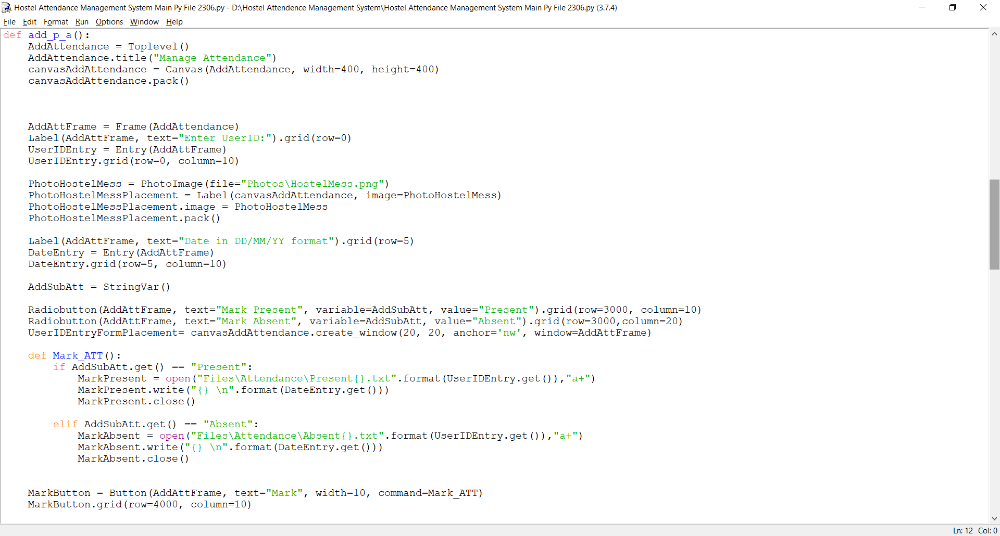 Hostel Attendance Management System Main Py File 2306.py - D:\Hostel Attendence Management System\Hostel Attendance Management System Main Py File 2306.py (3.7.4)
File Edit Format Run Options Window Help
def add_p_a():
    AddAttendance = Toplevel()
    AddAttendance.title("Manage Attendance")
    canvasAddAttendance = Canvas(AddAttendance, width=400, height=400)
    canvasAddAttendance.pack()
    AddAttFrame = Frame(AddAttendance)
    Label(AddAttFrame, text="Enter UserID:").grid(row=0)
    UserIDEntry = Entry(AddAttFrame)
    UserIDEntry.grid(row=0, column=10)
    PhotoHostelMess = PhotoImage(file="Photos\HostelMess.png")
    PhotoHostelMessPlacement = Label(canvasAddAttendance, image=PhotoHostelMess)
    PhotoHostelMessPlacement.image = PhotoHostelMess
    PhotoHostelMessPlacement.pack()
    Label(AddAttFrame, text="Date in DD/MM/YY format").grid(row=5)
    DateEntry = Entry(AddAttFrame)
    DateEntry.grid(row=5, column=10)
    AddSubAtt = StringVar()
    Radiobutton(AddAttFrame, text="Mark Present", variable=AddSubAtt, value="Present").grid(row=3000, column=10)
    Radiobutton(AddAttFrame, text="Mark Absent", variable=AddSubAtt, value="Absent").grid(row=3000,column=20)
    UserIDEntryFormPlacement= canvasAddAttendance.create_window(20, 20, anchor='nw', window=AddAttFrame)
    def Mark_ATT():
        if AddSubAtt.get() == "Present":
            MarkPresent = open("Files\Attendance\Present{}.txt".format(UserIDEntry.get()),"a+")
            MarkPresent.write("{} \n".format(DateEntry.get()))
            MarkPresent.close()
        elif AddSubAtt.get() == "Absent":
            MarkAbsent = open("Files\Attendance\Absent{}.txt".format(UserIDEntry.get()),"a+")
            MarkAbsent.write("{} \n".format(DateEntry.get()))
            MarkAbsent.close()
    MarkButton = Button(AddAttFrame, text="Mark", width=10, command=Mark_ATT)
    MarkButton.grid(row=4000, column=10)
Ln: 12 Col: 0